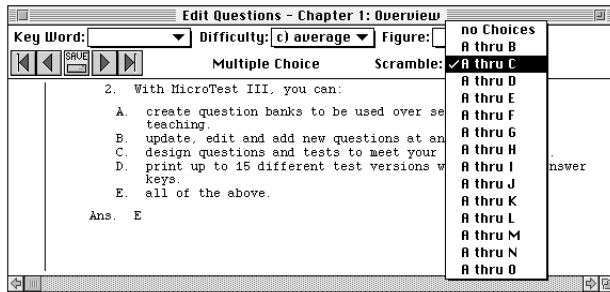 Edit Questions - Chapter 1: Overview
Key Word: Difficulty: c) average Figure:
SAVE Multiple Choice Scramble:
2. With MicroTest III, you can:
A. create question banks to be used over se
teaching.
B. update, edit and add new questions at an
C. design questions and tests to meet your
D. print up to 15 different test versions w nswer
keys.
E. all of the above.
Ans. E
no Choices
A thru B
✓A thru C
A thru D
A thru E
A thru F
A thru G
A thru H
A thru I
A thru J
A thru K
A thru L
A thru M
A thru N
A thru O